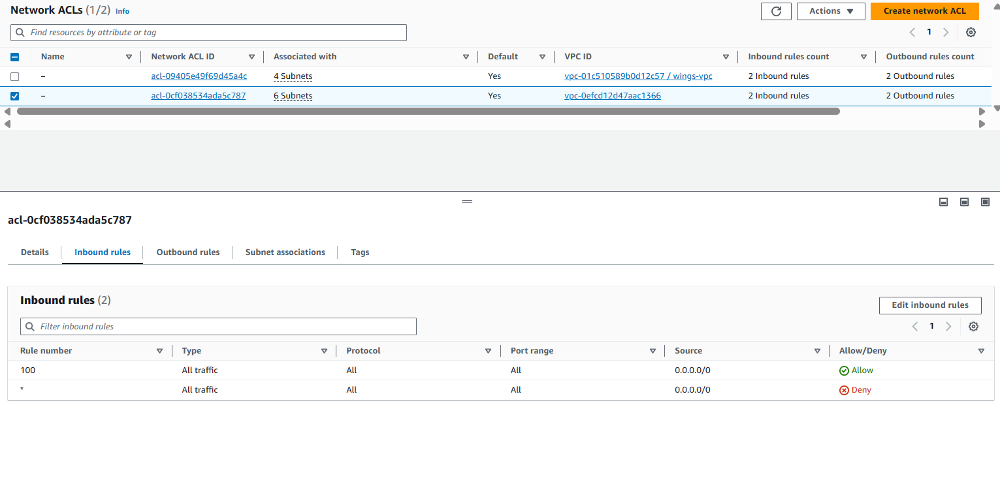 Network ACLs (1/2) Info
Actions
Create network ACL
Find resources by attribute or tag
1
Name Network ACL ID Associated with Default VPC ID Inbound rules count Outbound rules count
– acl-09405e49f69d45a4c 4 Subnets Yes vpc-01c510589b0d12c57 / wings-vpc 2 Inbound rules 2 Outbound rules
– acl-0cf038534ada5c787 6 Subnets Yes vpc-0efcd12d47aac1366 2 Inbound rules 2 Outbound rules
acl-0cf038534ada5c787
Details Inbound rules Outbound rules Subnet associations Tags
Inbound rules (2)
Edit inbound rules
Filter inbound rules
1
Rule number Type Protocol Port range Source Allow/Deny
100 All traffic All All 0.0.0.0/0 Allow
* All traffic All All 0.0.0.0/0 Deny